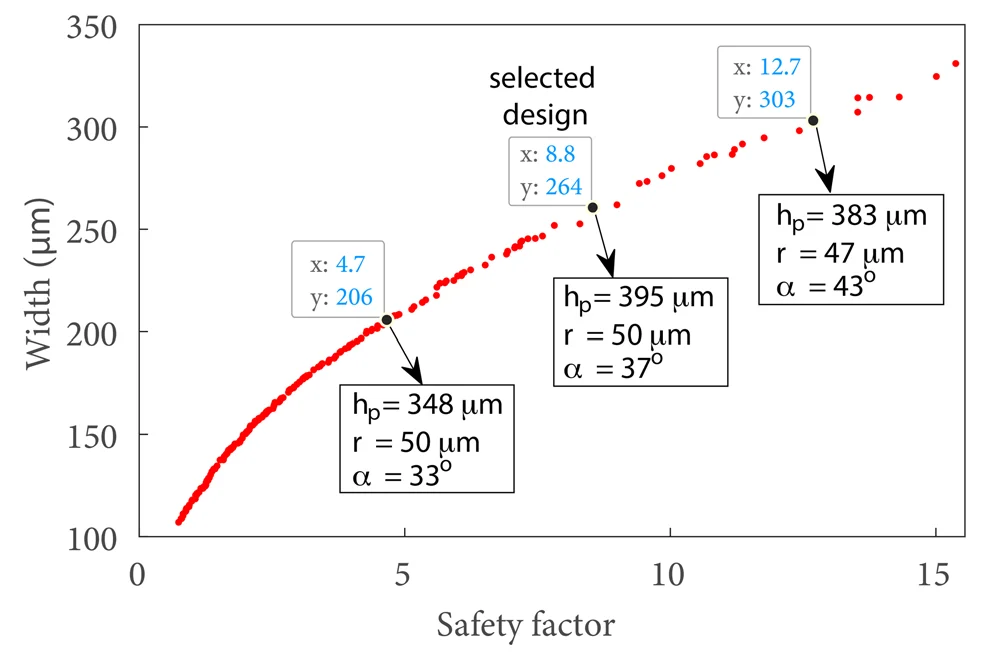 350
300
250
200
150
100
0
5
10
15
Width (µm)
Safety factor
x: 4.7
y: 206
selected
design
x: 8.8
y: 264
x: 12.7
y: 303
hp = 348 µm
r = 50 µm
α = 33o
hp = 395 µm
r = 50 µm
α = 37o
hp = 383 µm
r = 47 µm
α = 43o